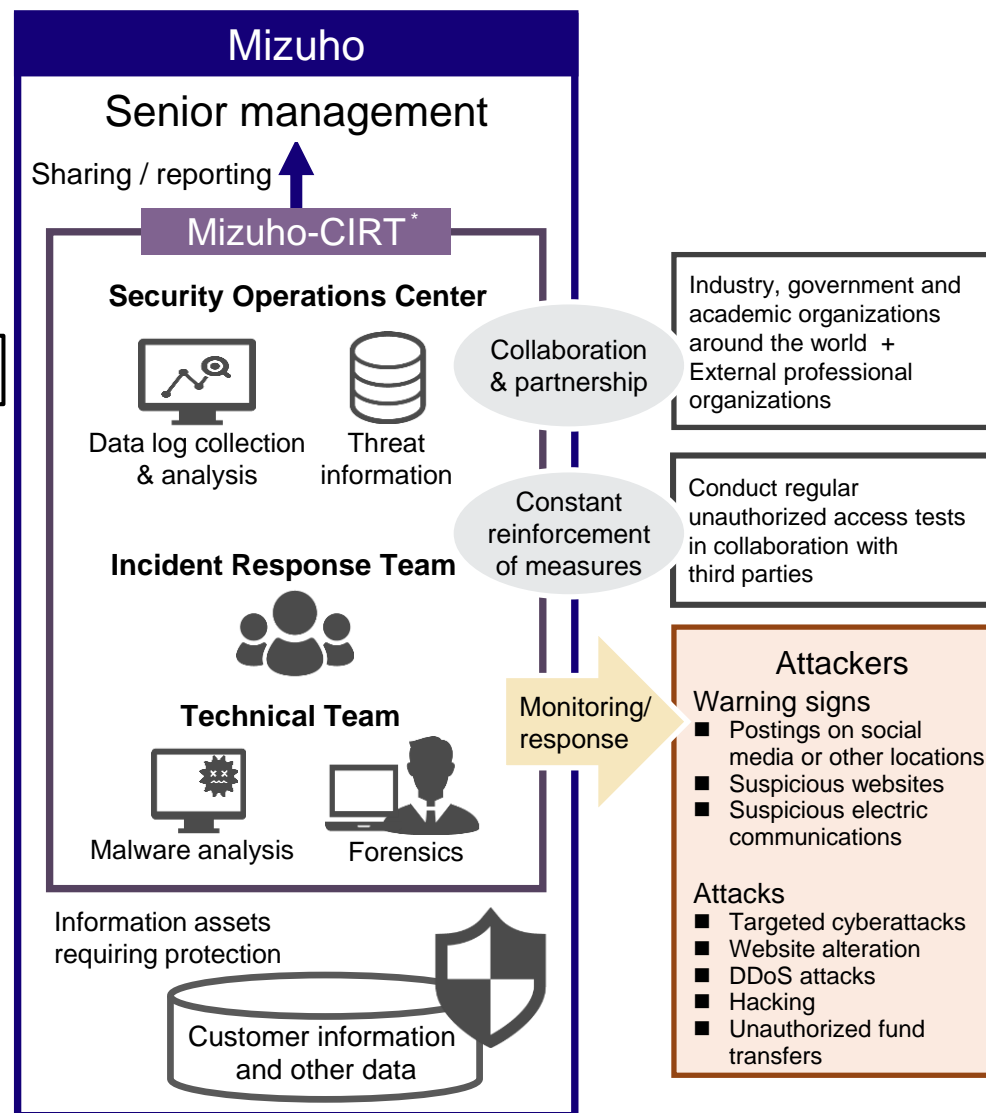 Mizuho
Senior management
Sharing / reporting
Mizuho-CIRT*
Security Operations Center
Data log collection
& analysis
Threat
information
Incident Response Team
Technical Team
Malware analysis
Forensics
Information assets
requiring protection
Customer information
and other data
Collaboration
& partnership
Industry, government and
academic organizations
around the world +
External professional
organizations
Constant
reinforcement
of measures
Conduct regular
unauthorized access tests
in collaboration with
third parties
Monitoring/
response
Attackers
Warning signs
■ Postings on social
media or other locations
■ Suspicious websites
■ Suspicious electric
communications
Attacks
■ Targeted cyberattacks
■ Website alteration
■ DDoS attacks
■ Hacking
■ Unauthorized fund
transfers